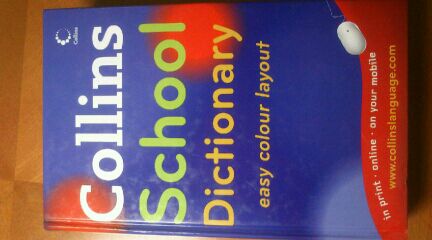 Collins
Collins
School
Dictionary
easy colour layout
in print · online · on your mobile
www.collinslanguage.com